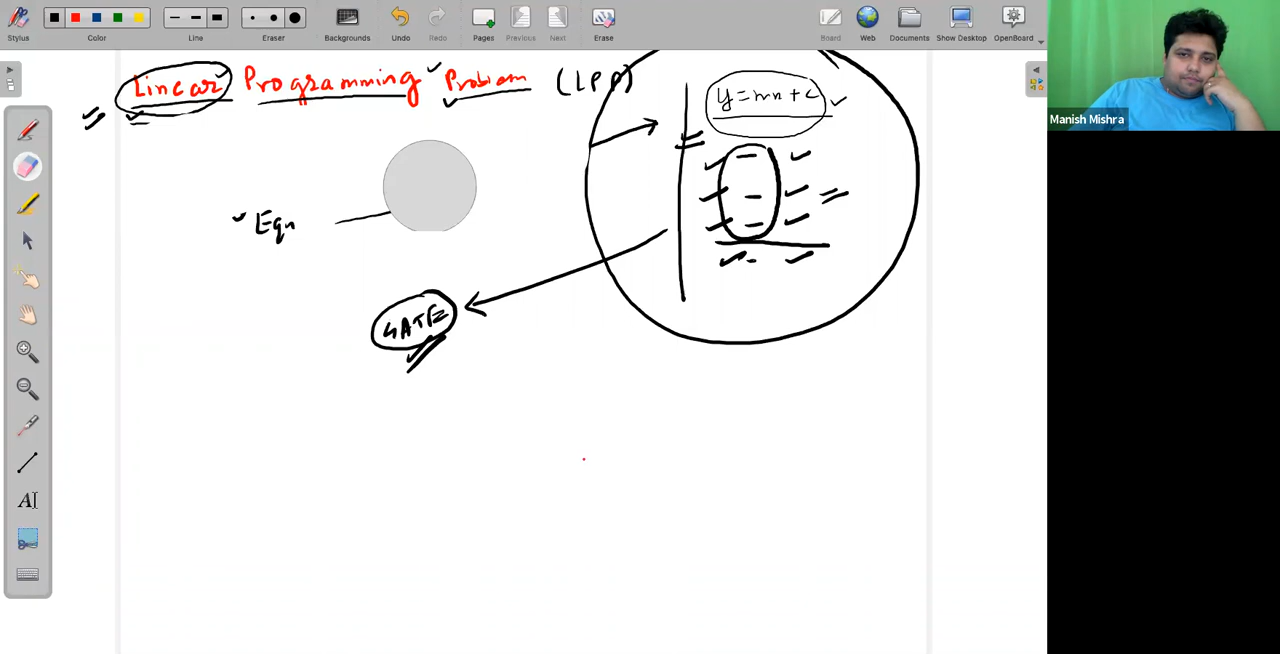 Stylus Color Line Eraser Backgrounds Undo Redo Pages Previous Next Erase Board Web Documents Show Desktop OpenBoard
Linear Programming Problem (LPP)
y=mx+c
Eqn
GATE
A
Manish Mishra